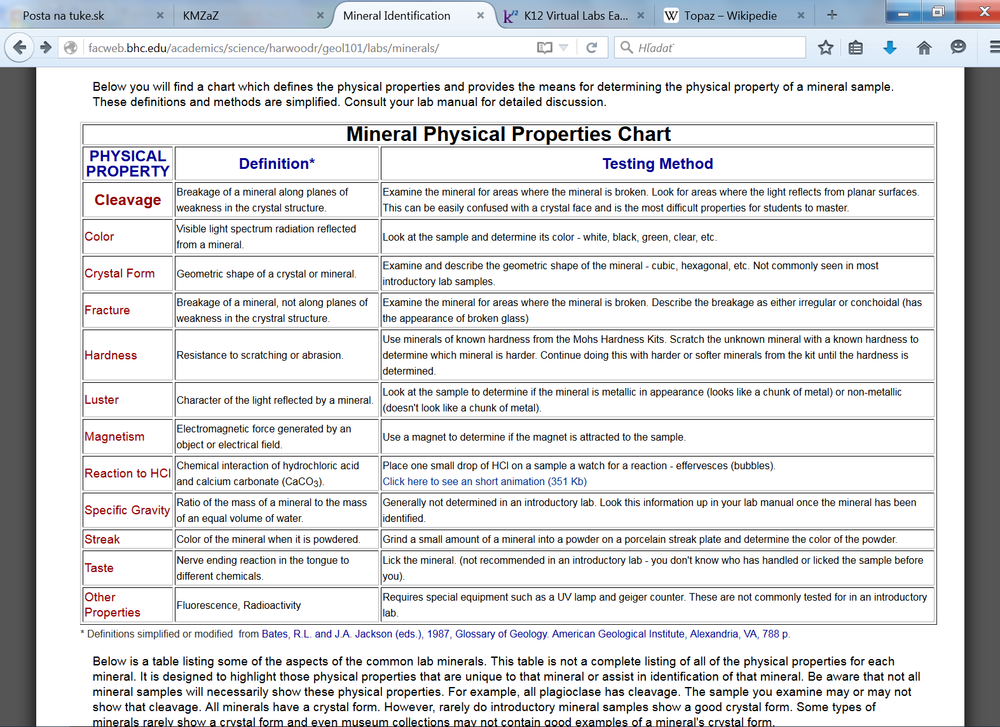 Posta na tuke.sk
KMZaZ
Mineral Identification
K12 Virtual Labs Ea...
W Topaz – Wikipedie
facweb.bhc.edu/academics/science/harwoodr/geol101/labs/minerals/
Hľadať
Below you will find a chart which defines the physical properties and provides the means for determining the physical property of a mineral sample.
These definitions and methods are simplified. Consult your lab manual for detailed discussion.
Mineral Physical Properties Chart
PHYSICAL
PROPERTY
Definition*
Testing Method
Cleavage
Breakage of a mineral along planes of
weakness in the crystal structure.
Examine the mineral for areas where the mineral is broken. Look for areas where the light reflects from planar surfaces.
This can be easily confused with a crystal face and is the most difficult properties for students to master.
Color
Visible light spectrum radiation reflected
from a mineral.
Look at the sample and determine its color - white, black, green, clear, etc.
Crystal Form
Geometric shape of a crystal or mineral.
Examine and describe the geometric shape of the mineral - cubic, hexagonal, etc. Not commonly seen in most
introductory lab samples.
Fracture
Breakage of a mineral, not along planes of
weakness in the crystral structure.
Examine the mineral for areas where the mineral is broken. Describe the breakage as either irregular or conchoidal (has
the appearance of broken glass)
Hardness
Resistance to scratching or abrasion.
Use minerals of known hardness from the Mohs Hardness Kits. Scratch the unknown mineral with a known hardness to
determine which mineral is harder. Continue doing this with harder or softer minerals from the kit until the hardness is
determined.
Luster
Character of the light reflected by a mineral.
Look at the sample to determine if the mineral is metallic in appearance (looks like a chunk of metal) or non-metallic
(doesn't look like a chunk of metal).
Magnetism
Electromagnetic force generated by an
object or electrical field.
Use a magnet to determine if the magnet is attracted to the sample.
Reaction to HCl
Chemical interaction of hydrochloric acid
and calcium carbonate (CaCO3).
Place one small drop of HCl on a sample a watch for a reaction - effervesces (bubbles).
Click here to see an short animation (351 Kb)
Specific Gravity
Ratio of the mass of a mineral to the mass
of an equal volume of water.
Generally not determined in an introductory lab. Look this information up in your lab manual once the mineral has been
identified.
Streak
Color of the mineral when it is powdered.
Grind a small amount of a mineral into a powder on a porcelain streak plate and determine the color of the powder.
Taste
Nerve ending reaction in the tongue to
different chemicals.
Lick the mineral. (not recommended in an introductory lab - you don't know who has handled or licked the sample before
you).
Other
Properties
Fluorescence, Radioactivity
Requires special equipment such as a UV lamp and geiger counter. These are not commonly tested for in an introductory
lab.
* Definitions simplified or modified from Bates, R.L. and J.A. Jackson (eds.), 1987, Glossary of Geology. American Geological Institute, Alexandria, VA, 788 p.
Below is a table listing some of the aspects of the common lab minerals. This table is not a complete listing of all of the physical properties for each
mineral. It is designed to highlight those physical properties that are unique to that mineral or assist in identification of that mineral. Be aware that not all
mineral samples will necessarily show these physical properties. For example, all plagioclase has cleavage. The sample you examine may or may not
show that cleavage. All minerals have a crystal form. However, rarely do introductory mineral samples show a good crystal form. Some types of
minerals rarely show a crystal form and even museum collections may not contain good examples of a mineral's crystal form.